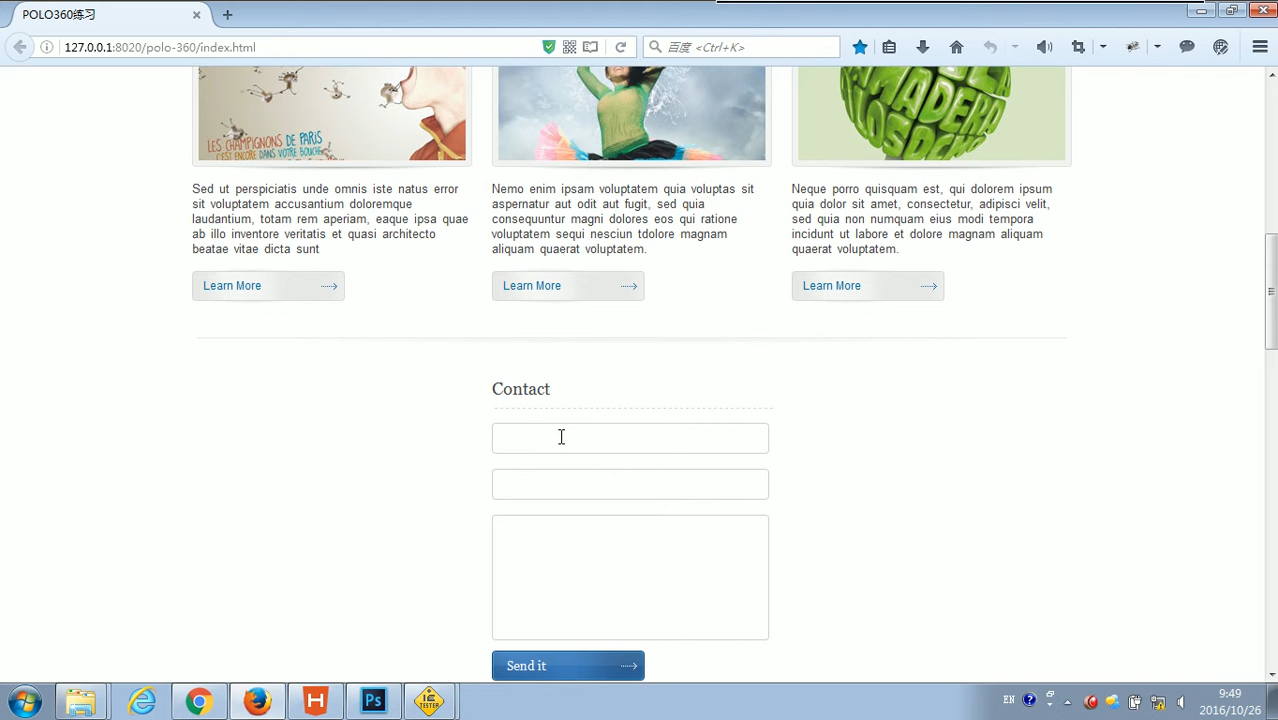 POLO360练习
127.0.0.1:8020/polo-360/index.html
百度 <Ctrl+K>
LES CHAMPIGNONS DE PARIS
C'EST ENCORE DANS VOTRE BOUCHE
MADERA
Sed ut perspiciatis unde omnis iste natus error
sit voluptatem accusantium doloremque
laudantium, totam rem aperiam, eaque ipsa quae
ab illo inventore veritatis et quasi architecto
beatae vitae dicta sunt
Nemo enim ipsam voluptatem quia voluptas sit
aspernatur aut odit aut fugit, sed quia
consequuntur magni dolores eos qui ratione
voluptatem sequi nesciun tdolore magnam
aliquam quaerat voluptatem.
Neque porro quisquam est, qui dolorem ipsum
quia dolor sit amet, consectetur, adipisci velit,
sed quia non numquam eius modi tempora
incidunt ut labore et dolore magnam aliquam
quaerat voluptatem.
Learn More
Learn More
Learn More
Contact
Send it
EN
9:49
2016/10/26